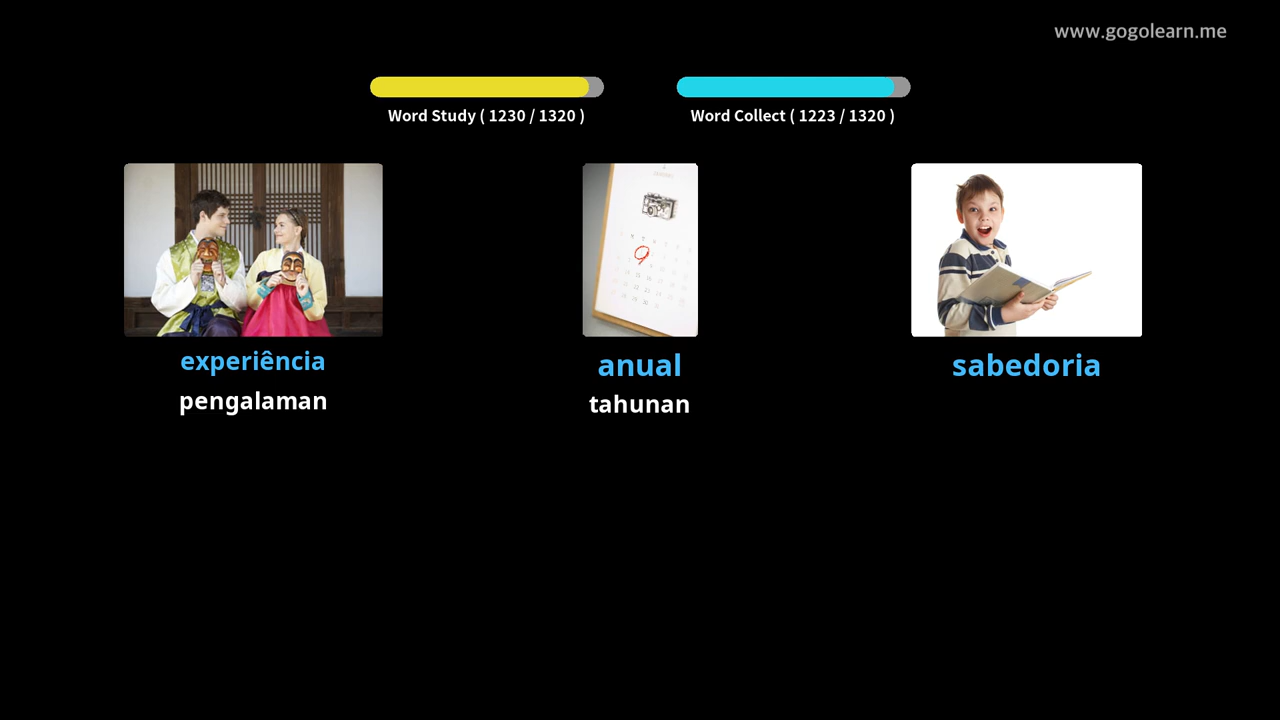 www.gogolearn.me
Word Study ( 1230 / 1320 )
Word Collect ( 1223 / 1320 )
experiência
anual
sabedoria
pengalaman
tahunan